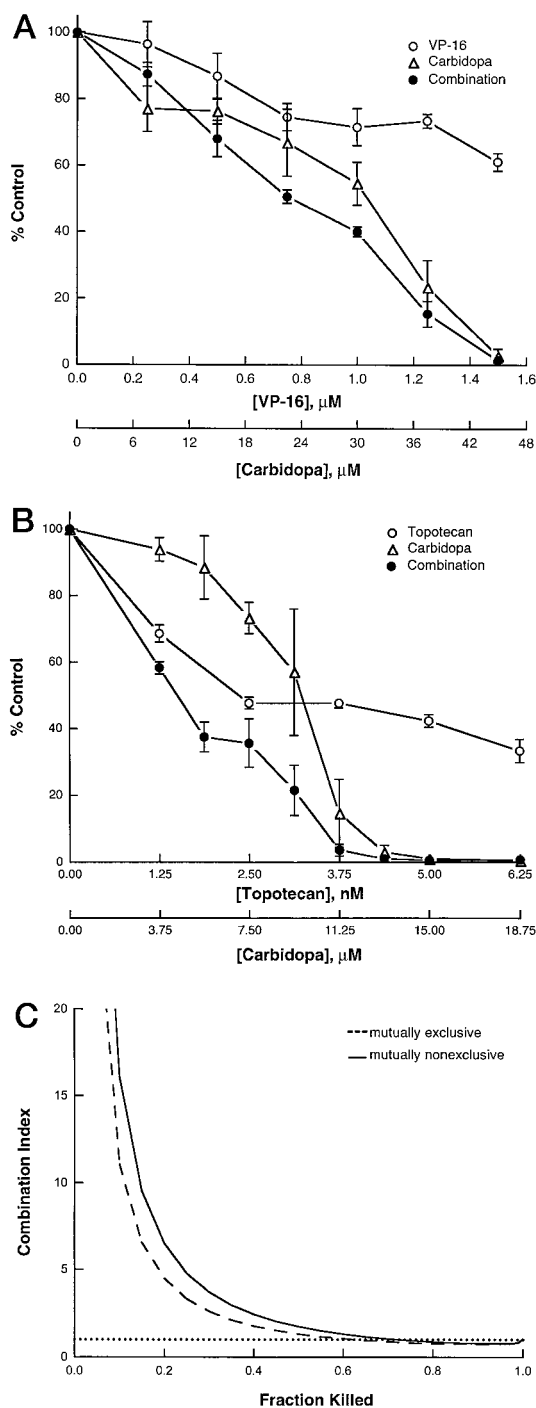 A
100
80
60
40
20
0
% Control
VP-16
Carbidopa
Combination
0.0 0.2 0.4 0.6 0.8 1.0 1.2 1.4 1.6
[VP-16], μM
0 6 12 18 24 30 36 42 48
[Carbidopa], μM
B
100
80
60
40
20
0
% Control
Topotecan
Carbidopa
Combination
0.00 1.25 2.50 3.75 5.00 6.25
[Topotecan], nM
0.00 3.75 7.50 11.25 15.00 18.75
[Carbidopa], μM
C
20
15
10
5
0
Combination Index
mutually exclusive
mutually nonexclusive
0.0 0.2 0.4 0.6 0.8 1.0
Fraction Killed